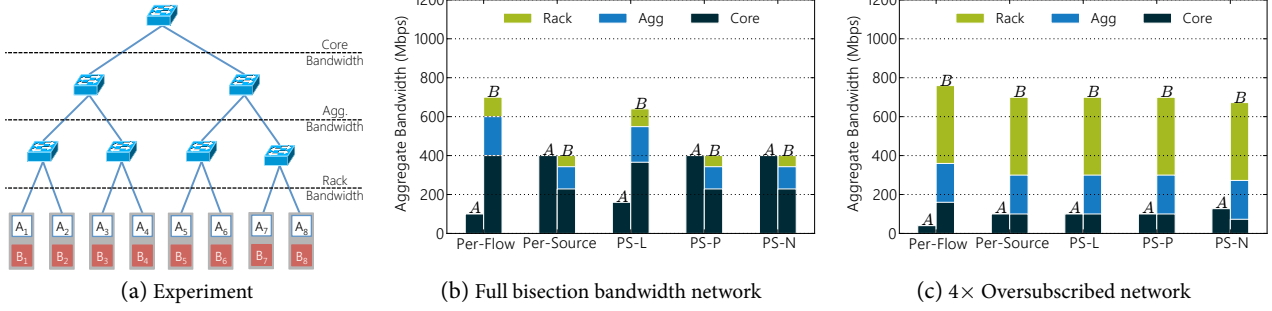 Core
Bandwidth
Agg.
Bandwidth
Rack
Bandwidth
A1 A2 A3 A4 A5 A6 A7 A8
B1 B2 B3 B4 B5 B6 B7 B8
(a) Experiment
Aggregate Bandwidth (Mbps)
1200
1000
800
600
400
200
0
Rack Agg Core
A B A B A B A B A B
Per-Flow Per-Source PS-L PS-P PS-N
(b) Full bisection bandwidth network
Aggregate Bandwidth (Mbps)
1200
1000
800
600
400
200
0
Rack Agg Core
A B A B A B A B A B
Per-Flow Per-Source PS-L PS-P PS-N
(c) 4× Oversubscribed network